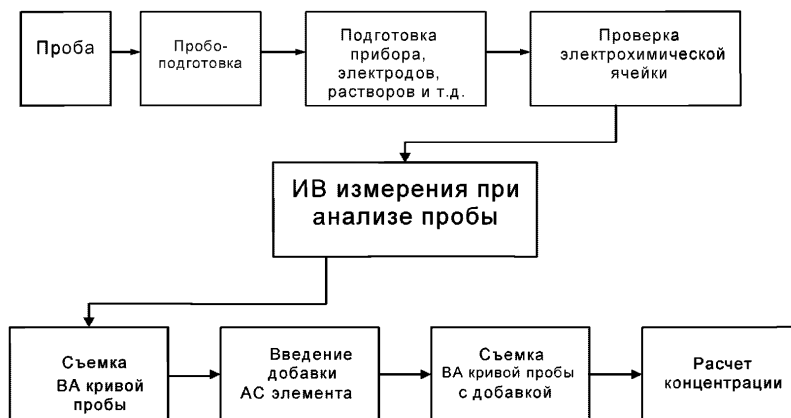 Проба
Пробо-
подготовка
Подготовка
прибора,
электродов,
растворов и т.д.
Проверка
электрохимической
ячейки
ИВ измерения при
анализе пробы
Съемка
ВА кривой
пробы
Введение
добавки
АС элемента
Съемка
ВА кривой пробы
с добавкой
Расчет
концентрации